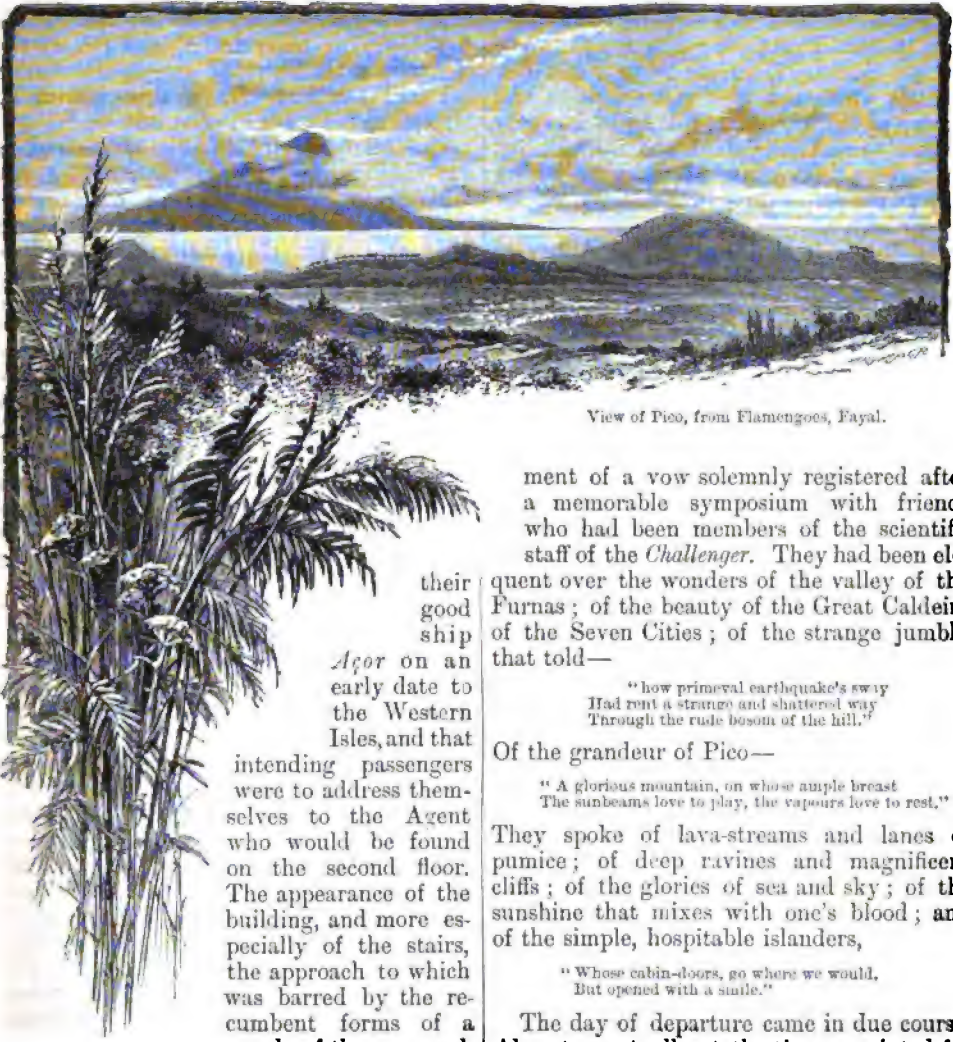 View of Pico, from Flamengoes, Fayal.
their
good
ship
Açor on an
early date to
the Western
Isles, and that
intending passengers
were to address them-
selves to the Agent
who would be found
on the second floor.
The appearance of the
building, and more es-
pecially of the stairs,
the approach to which
was barred by the re-
cumbent forms of a
ment of a vow solemnly registered afte
a memorable symposium with friend
who had been members of the scientif
staff of the Challenger. They had been el
quent over the wonders of the valley of th
Furnas; of the beauty of the Great Caldei
of the Seven Cities; of the strange jumbl
that told—
"how primeval earthquake's sway
Had rent a strange and shattered way
Through the rude bosom of the hill."
Of the grandeur of Pico—
"A glorious mountain, on whose ample breast
The sunbeams love to play, the vapours love to rest."
They spoke of lava-streams and lanes
pumice; of deep ravines and magnificen
cliffs; of the glories of sea and sky; of th
sunshine that mixes with one's blood; an
of the simple, hospitable islanders,
"Whose cabin-doors, go where we would,
But opened with a smile."
The day of departure came in due cours